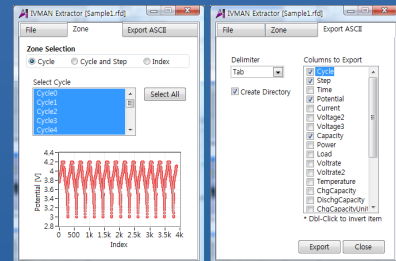 IVMAN Extractor [Sample1.rfd]
File
Zone
Export ASCII
Zone Selection
Cycle
Cycle and Step
Index
Select Cycle
Cycle0
Cycle1
Cycle2
Cycle3
Cycle4
Select All
4.4
4.2
4
3.8
3.6
3.4
3.2
3
2.8
Potential [V]
0 500 1k 1.5k 2k 2.5k 3k 3.5k 4k
Index
IVMAN Extractor [Sample1.rfd]
File
Zone
Export ASCII
Delimiter
Tab
Create Directory
Columns to Export
Cycle
Step
Time
Potential
Current
Voltage2
Voltage3
Capacity
Power
Load
Voltrate
Voltrate2
Temperature
ChgCapacity
DischgCapacity
ChgCapacityUnit
* Dbl-Click to invert item
Export
Close